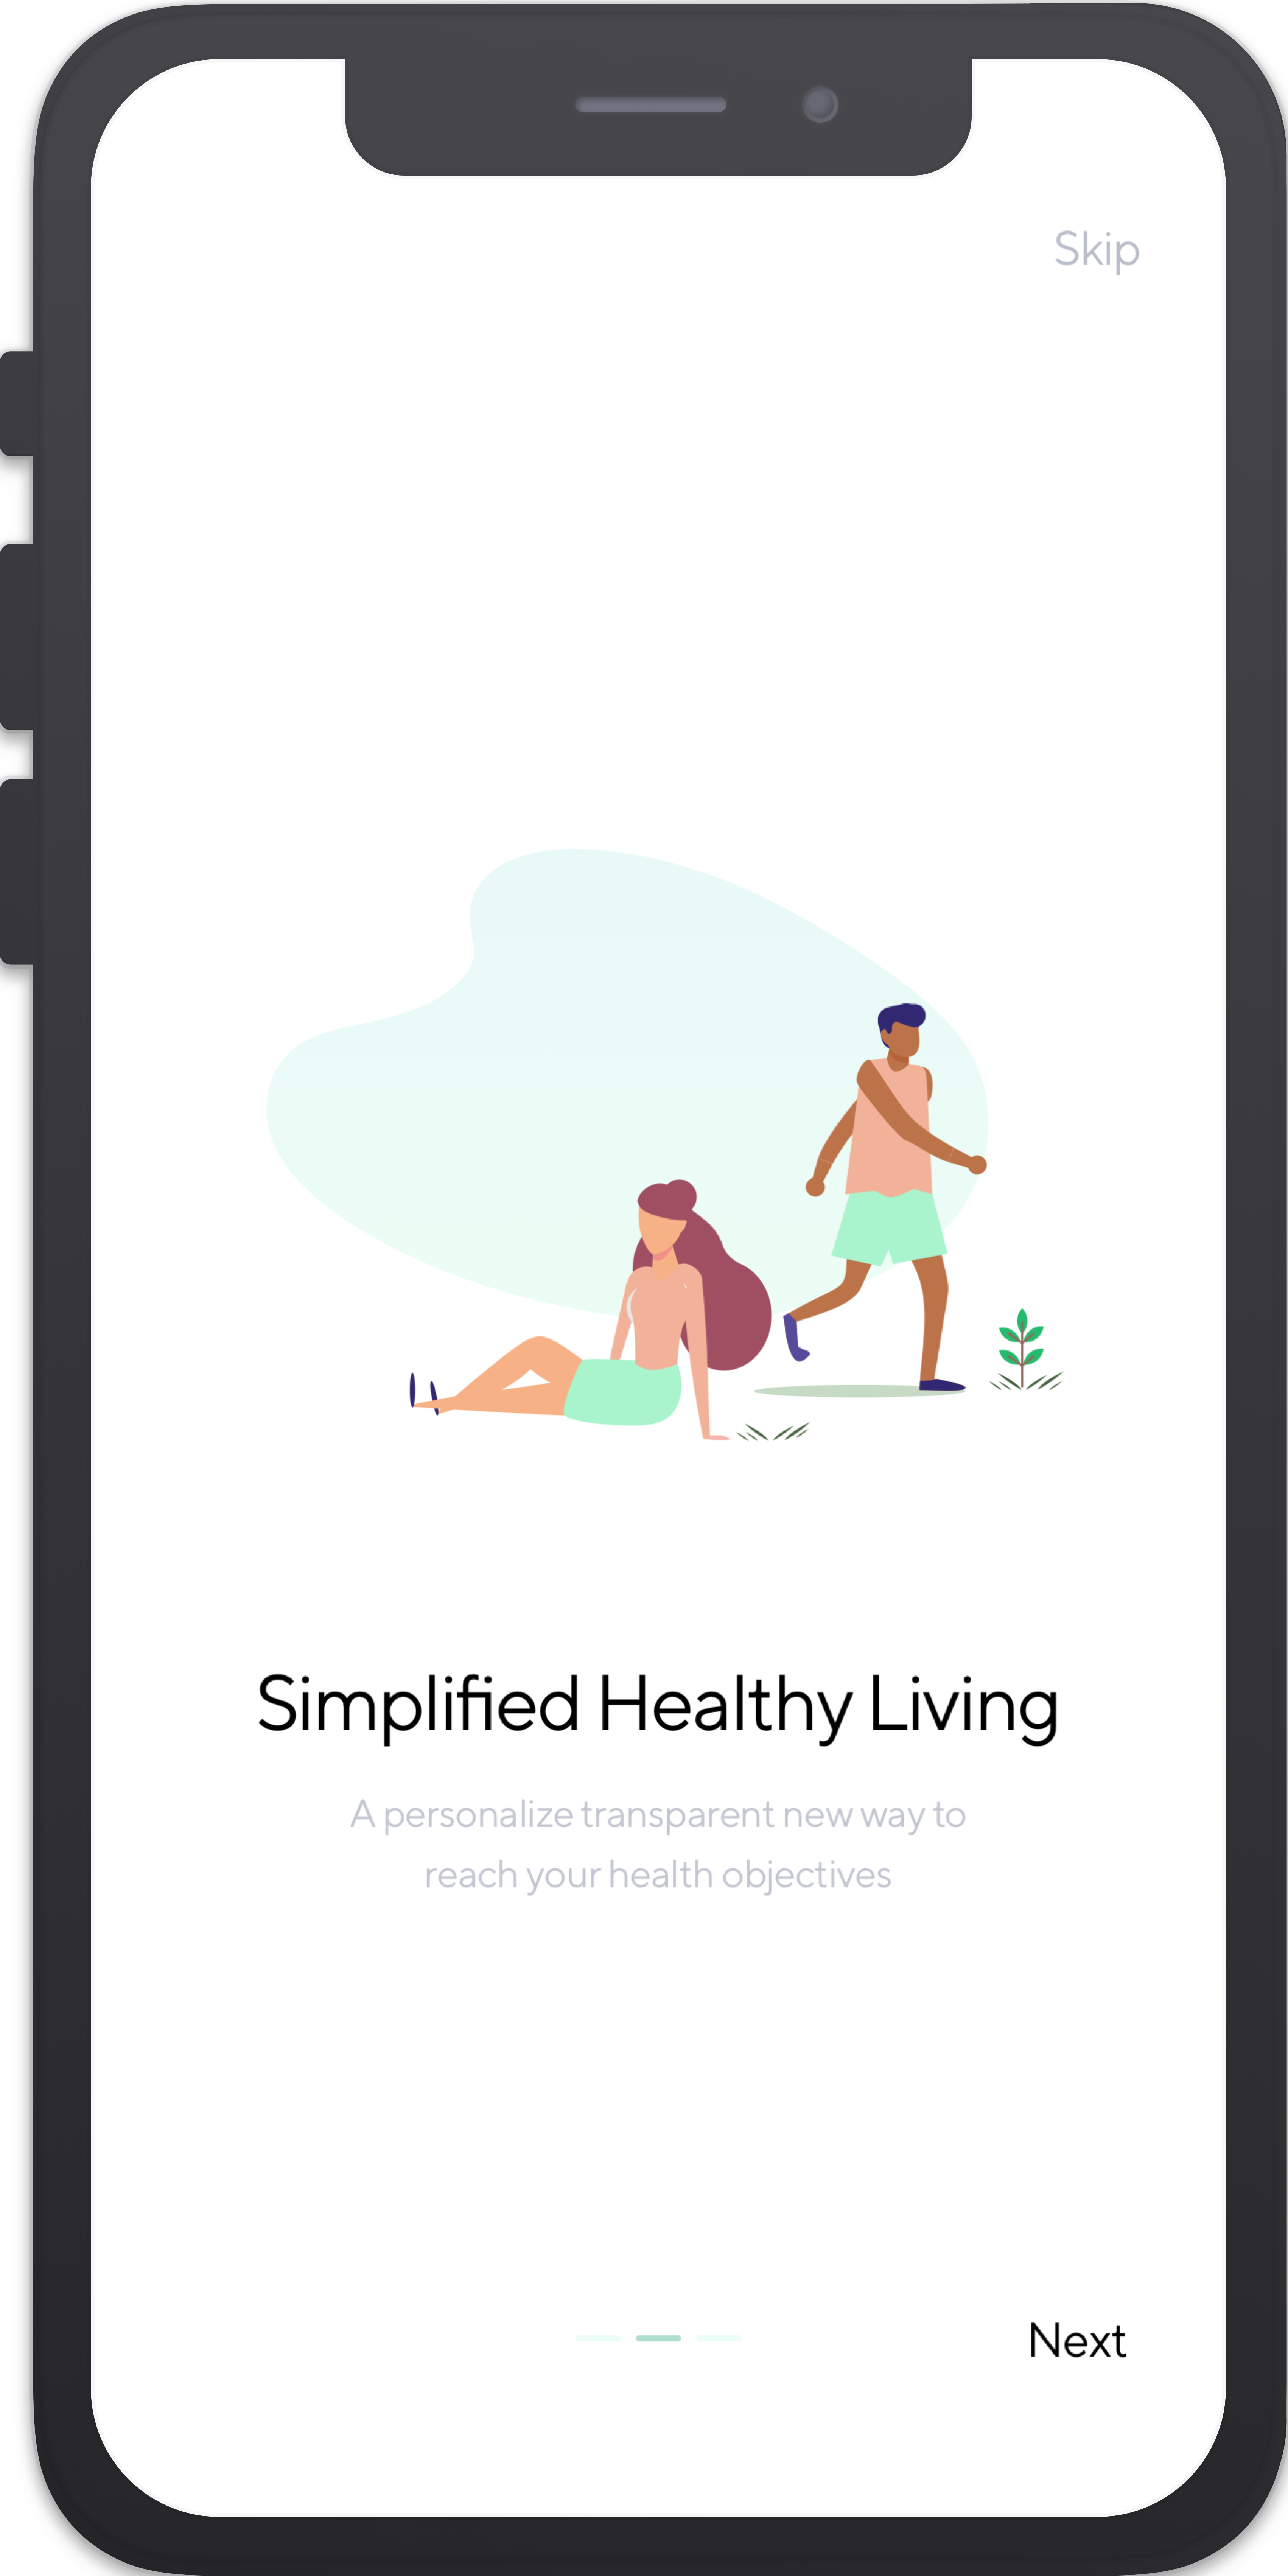 Skip
Simplified Healthy Living
A personalize transparent new way to
reach your health objectives
Next